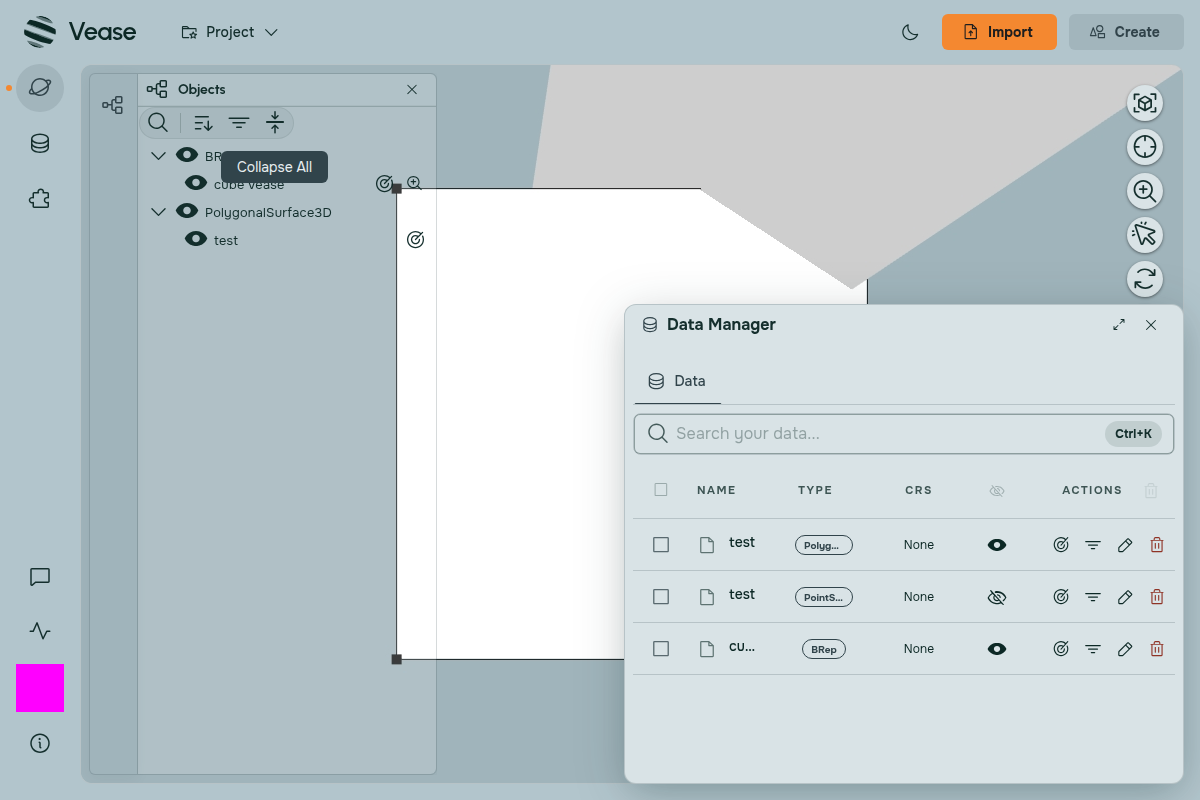 Vease
Project
Import
Create
Objects
BR
Collapse All
cube vease
PolygonalSurface3D
test
Data Manager
Data
Search your data...
Ctrl+K
NAME TYPE CRS ACTIONS
test Polyg... None
test PointS... None
cu... BRep None